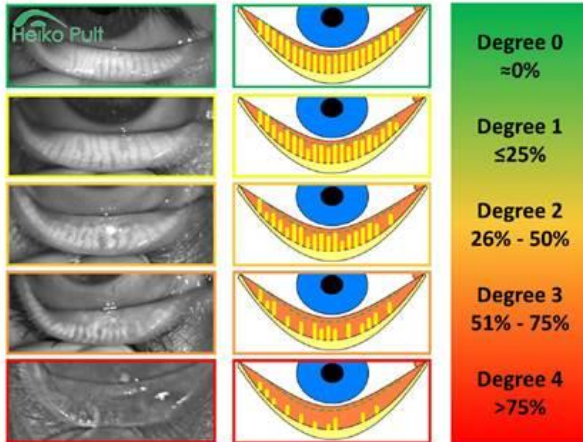 Heiko Pult
Degree 0
≈0%
Degree 1
≤25%
Degree 2
26% - 50%
Degree 3
51% - 75%
Degree 4
>75%